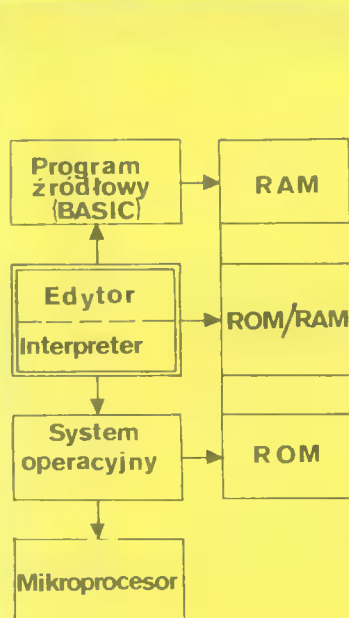 Program
źródłowy
(BASIC)
RAM
Edytor
Interpreter
ROM/RAM
System
operacyjny
ROM
Mikroprocesor